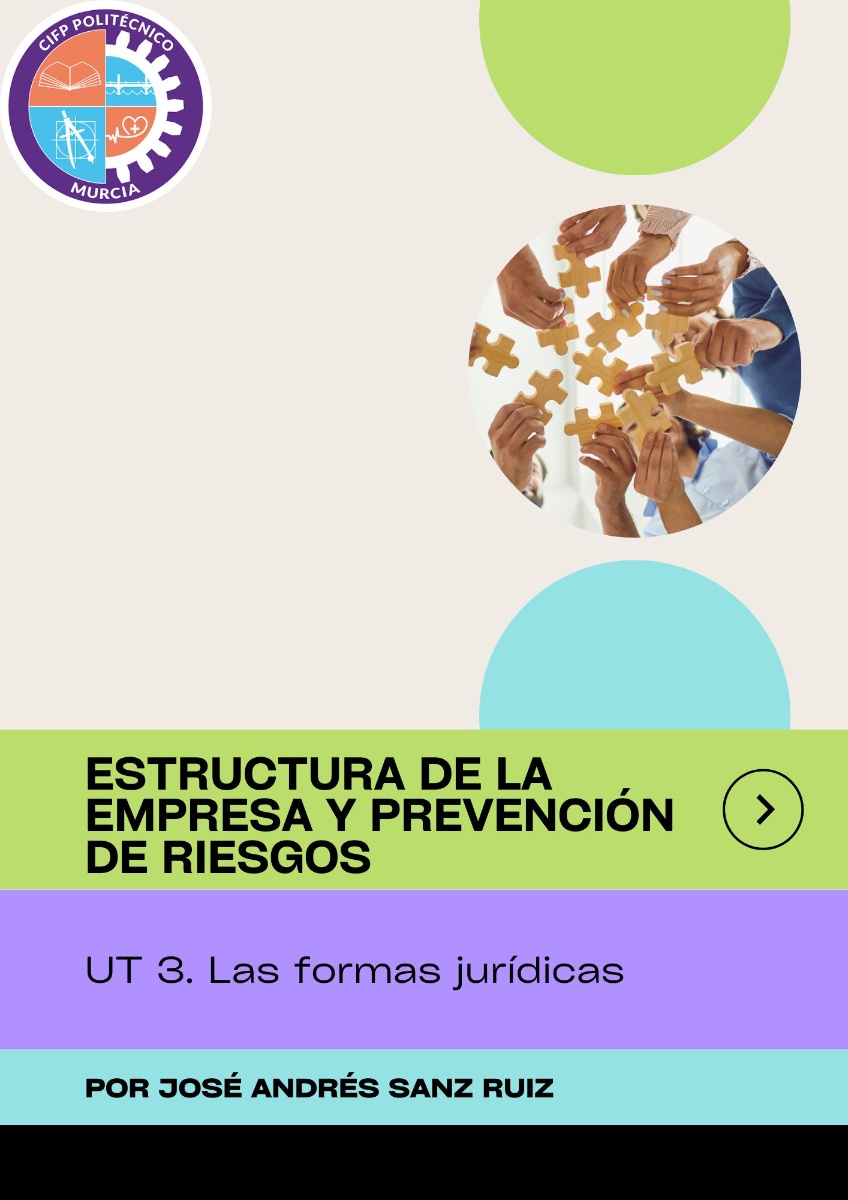 CIFP POLITÉCNICO
MURCIA
ESTRUCTURA DE LA
EMPRESA Y PREVENCIÓN
DE RIESGOS
UT 3. Las formas jurídicas
POR JOSÉ ANDRÉS SANZ RUIZ